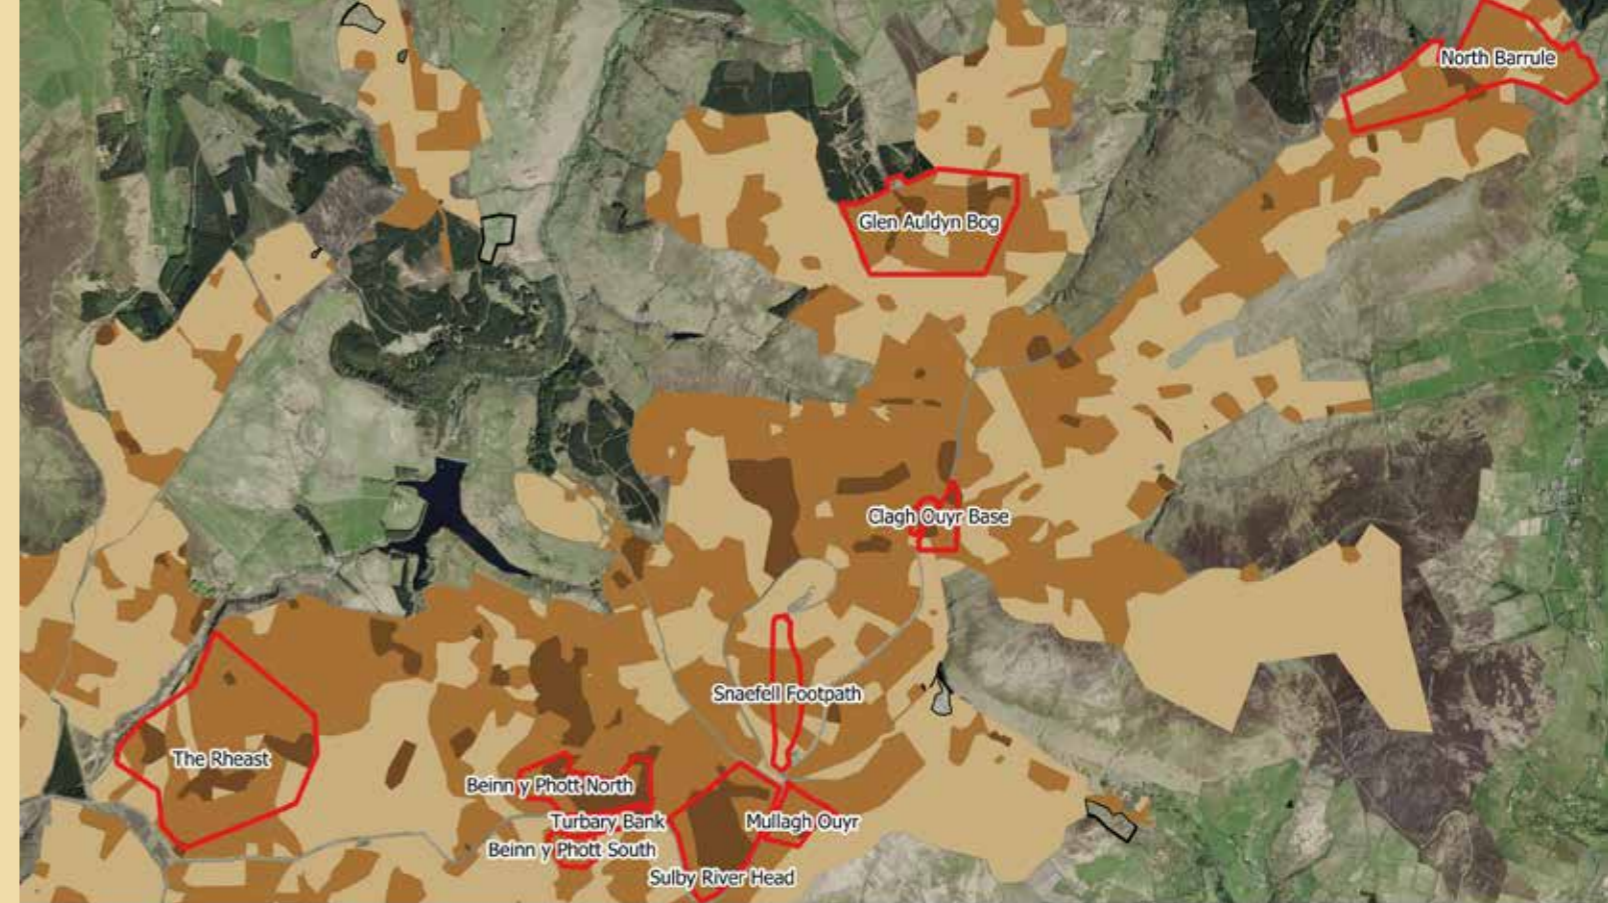 North Barrule
Glen Auldyn Bog
Clagh Ouyr Base
Snaefell Footpath
The Rheast
Beinn y Phott North
Turbary Bank
Mullagh Ouyr
Beinn y Phott South
Sulby River Head